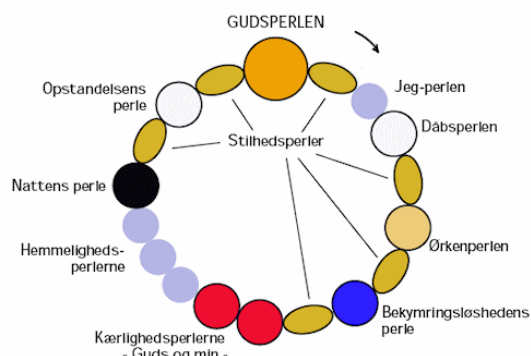 GUDSPERLEN
Jeg-perlen
Dåbsperlen
Ørkenperlen
Bekymringsløshedens
perle
Kærlighedsperlerne
- Guds og min -
Hemmeligheds-
perlerne
Nattens perle
Opstandelsens
perle
Stilhedsperler